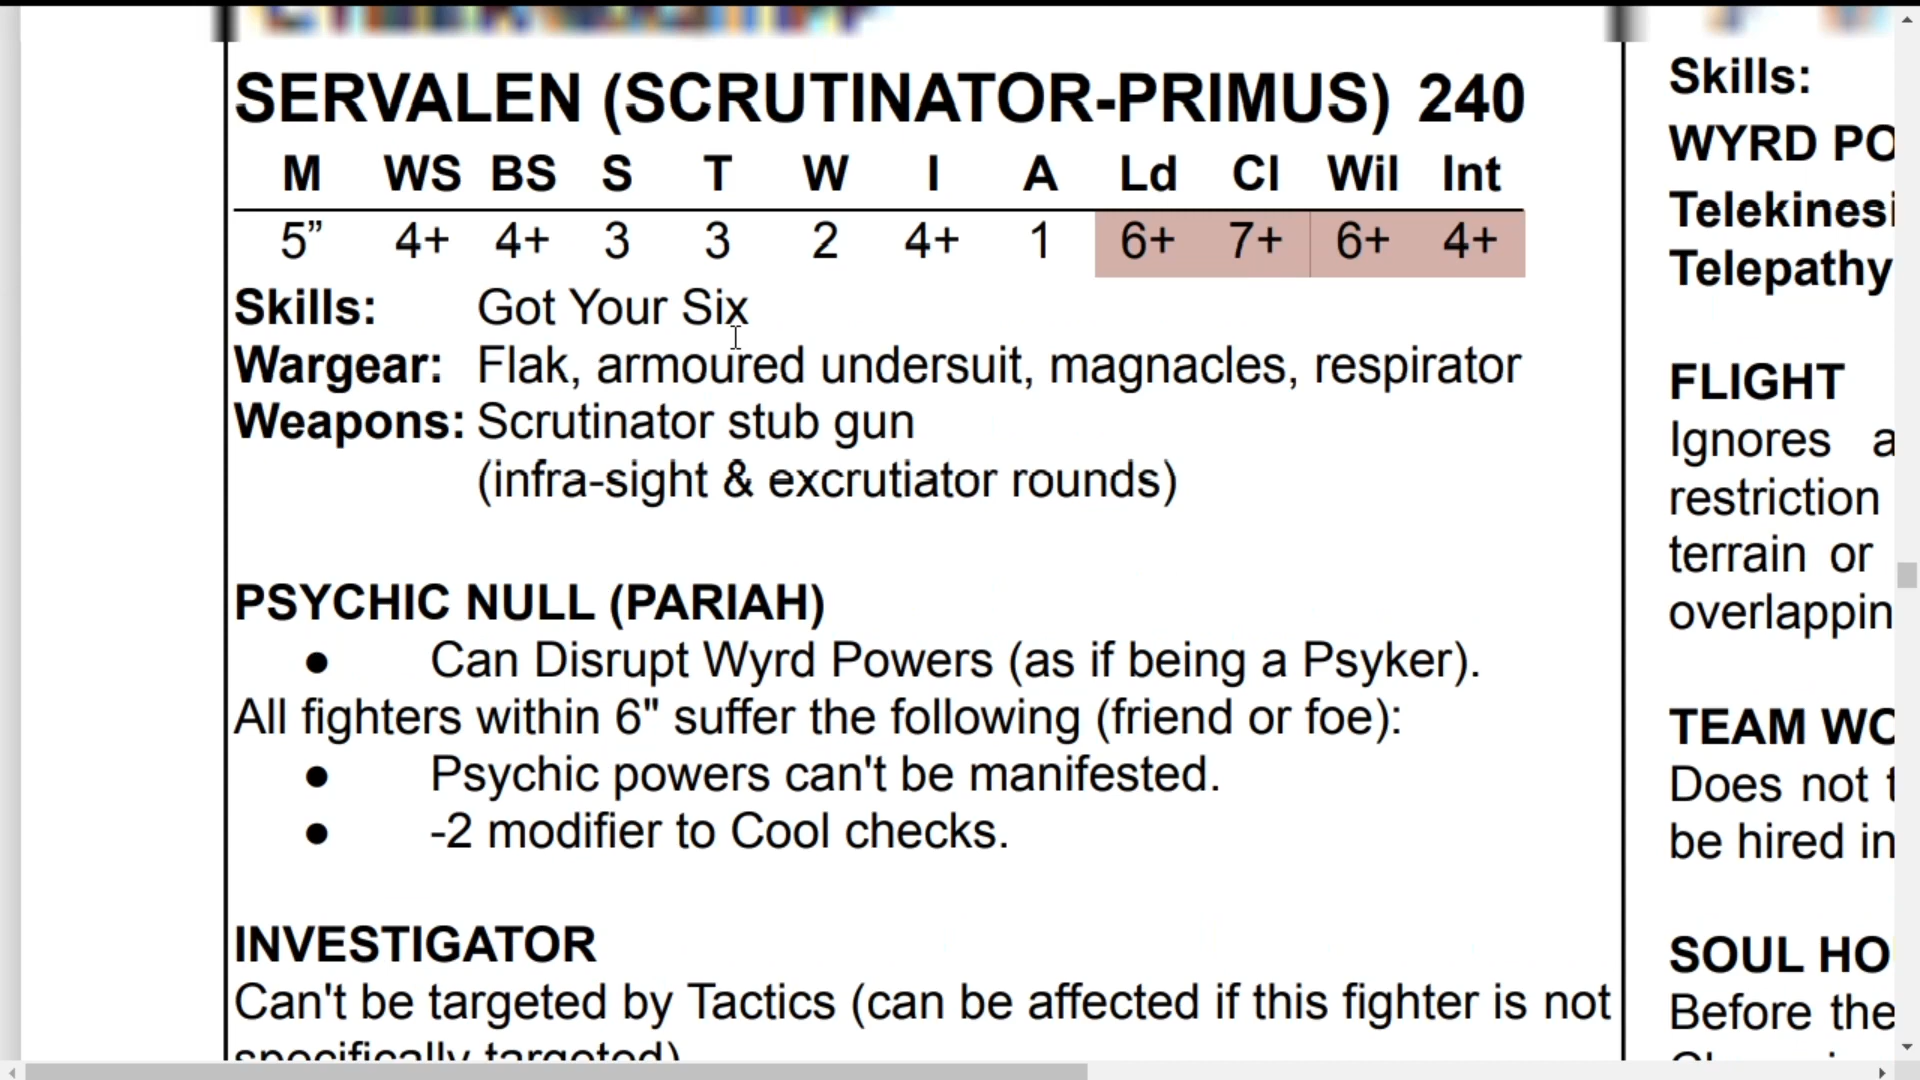 SERVALEN (SCRUTINATOR-PRIMUS) 240
M WS BS S T W I A Ld Cl Wil Int
5” 4+ 4+ 3 3 2 4+ 1 6+ 7+ 6+ 4+
Skills: Got Your Six
Wargear: Flak, armoured undersuit, magnacles, respirator
Weapons: Scrutinator stub gun
(infra-sight & excrutiator rounds)
PSYCHIC NULL (PARIAH)
● Can Disrupt Wyrd Powers (as if being a Psyker).
All fighters within 6" suffer the following (friend or foe):
● Psychic powers can't be manifested.
● -2 modifier to Cool checks.
INVESTIGATOR
Can't be targeted by Tactics (can be affected if this fighter is not
specifically targeted)
Skills:
WYRD PO
Telekinesi
Telepathy
FLIGHT
Ignores a
restriction
terrain or
overlappin
TEAM WO
Does not t
be hired in
SOUL HO
Before the